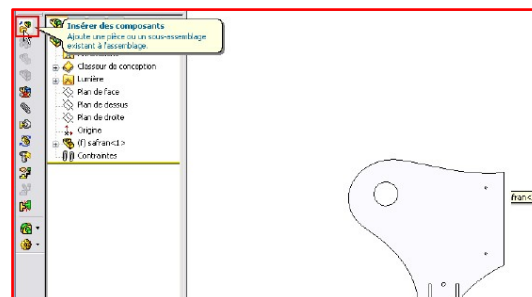 Insérer des composants
Ajoute une pièce ou un sous-assemblage
existant à l'assemblage.
Classeur de conception
Lumière
Plan de face
Plan de dessus
Plan de droite
Origine
(f) safran<1>
Contraintes